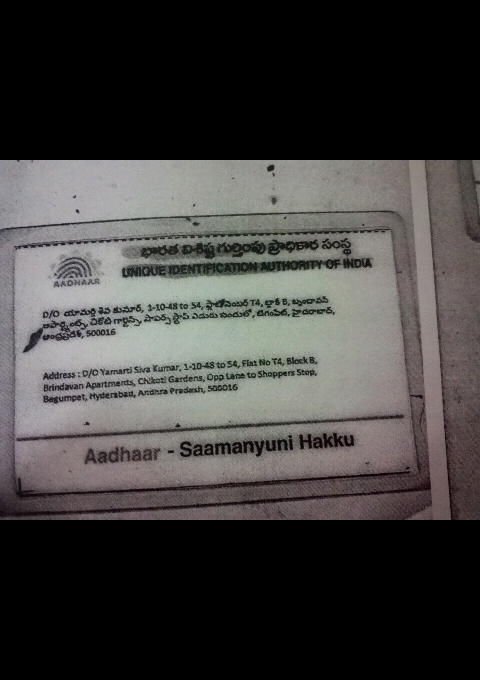 భారత విశిష్ట గుర్తింపు ప్రాధికార సంస్థ
UNIQUE IDENTIFICATION AUTHORITY OF INDIA
AADHAAR
D/O యామర్తి శివ కుమార్, 1-10-48 to 54, ఫ్లాట్ నెంబర్ T4, బ్లాక్ B, బృందావన్
అపార్ట్మెంట్స్, చికోటి గార్డెన్స్, ఎదురు సందులో, బేగంపేట్, హైదరాబాద్,
ఆంధ్రప్రదేశ్, 500016
Address : D/O Yamarti Siva Kumar, 1-10-48 to 54, Flat No T4, Block B,
Brindavan Apartments, Chikoti Gardens, Opp Lane to Shoppers Stop,
Begumpet, Hyderabad, Andhra Pradesh, 500016
Aadhaar - Saamanyuni Hakku